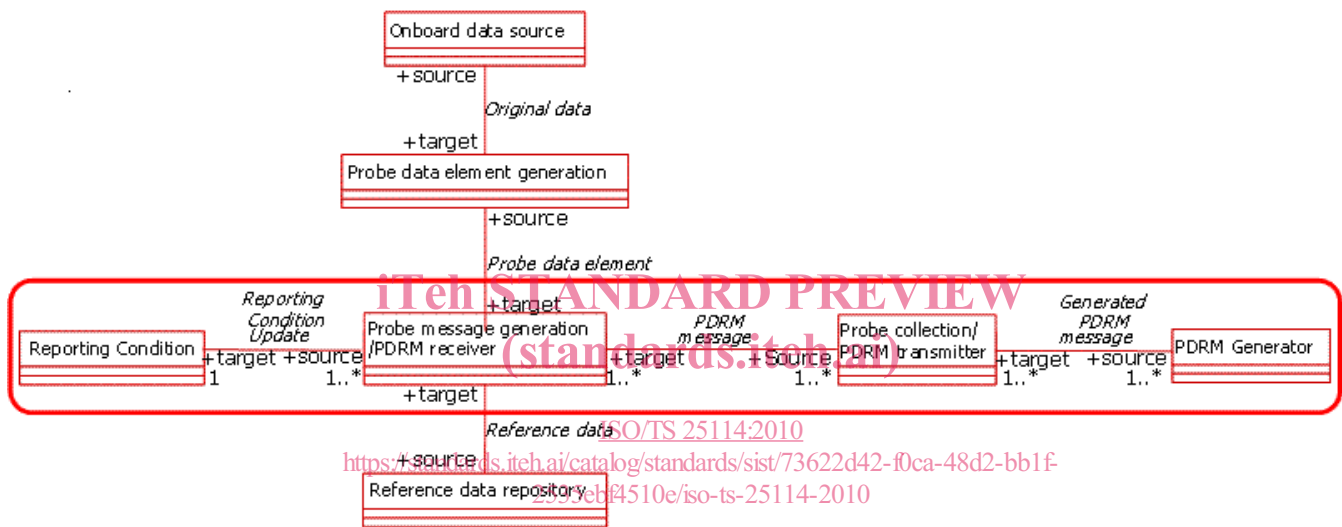 Onboard data source
+source
Original data
+target
Probe data element generation
+source
Probe data element
iTeh STANDARD PREVIEW
(standards.iteh.ai)
Reporting
Condition
Update
+target
Reporting Condition
+target
1
+source
1..*
Probe message generation
/PDRM receiver
PDRM
message
+target
1..*
+Source
1..*
Probe collection/
PDRM transmitter
Generated
PDRM
message
+target
1..*
+source
1..*
PDRM Generator
+target
Reference data
ISO/TS 25114:2010
+source
https://standards.iteh.ai/catalog/standards/sist/73622d42-f0ca-48d2-bb1f-
Reference data repository
ebf4510e/iso-ts-25114-2010